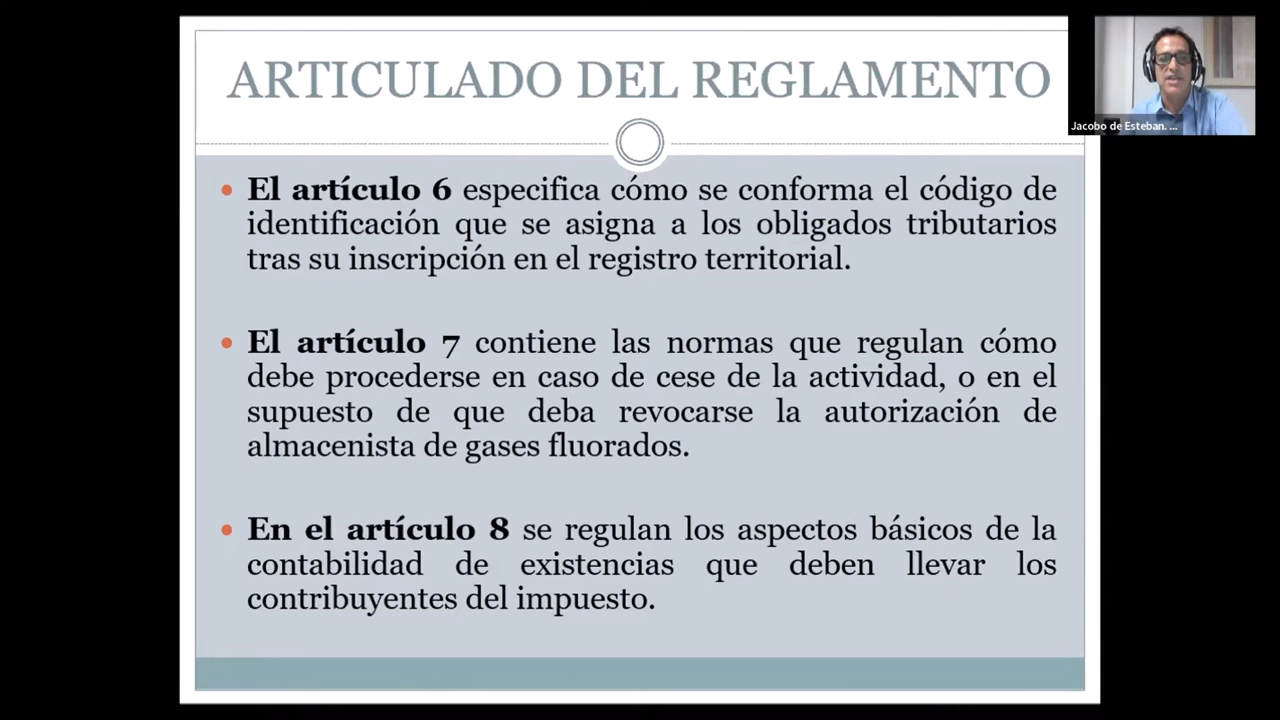 ARTICULADO DEL REGLAMENTO
Jacobo de Esteban. ...
• El artículo 6 especifica cómo se conforma el código de
identificación que se asigna a los obligados tributarios
tras su inscripción en el registro territorial.
• El artículo 7 contiene las normas que regulan cómo
debe procederse en caso de cese de la actividad, o en el
supuesto de que deba revocarse la autorización de
almacenista de gases fluorados.
• En el artículo 8 se regulan los aspectos básicos de la
contabilidad de existencias que deben llevar los
contribuyentes del impuesto.